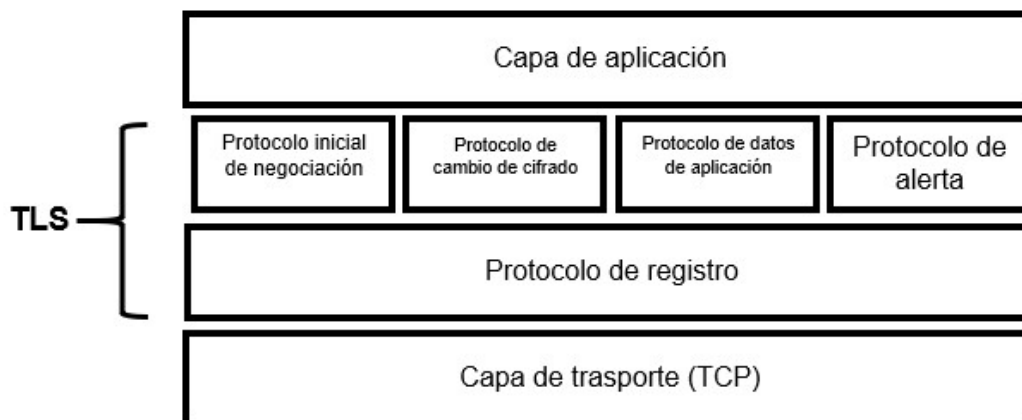 Capa de aplicación
Protocolo inicial
de negociación
Protocolo de
cambio de cifrado
Protocolo de datos
de aplicación
Protocolo de
alerta
TLS
Protocolo de registro
Capa de trasporte (TCP)